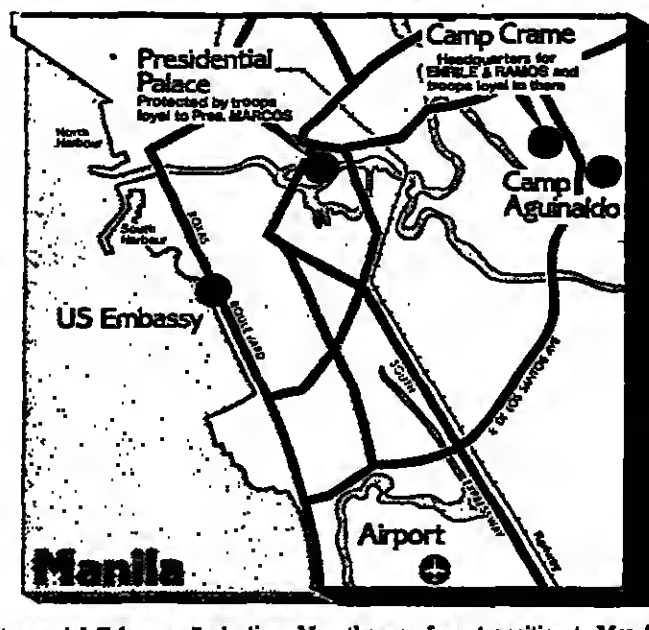 Presidential
Palace
Protected by troops
loyal to Pres. MARCOS
Camp Crame
Headquarters for
ENRILE & RAMOS and
troops loyal to them
North
Harbour
South
Harbour
Camp
Aguinaldo
ROXAS
BOULEVARD
US Embassy
SOUTH
EXPRESSWAY
E DE LOS SANTOS AVE
Airport
Manila